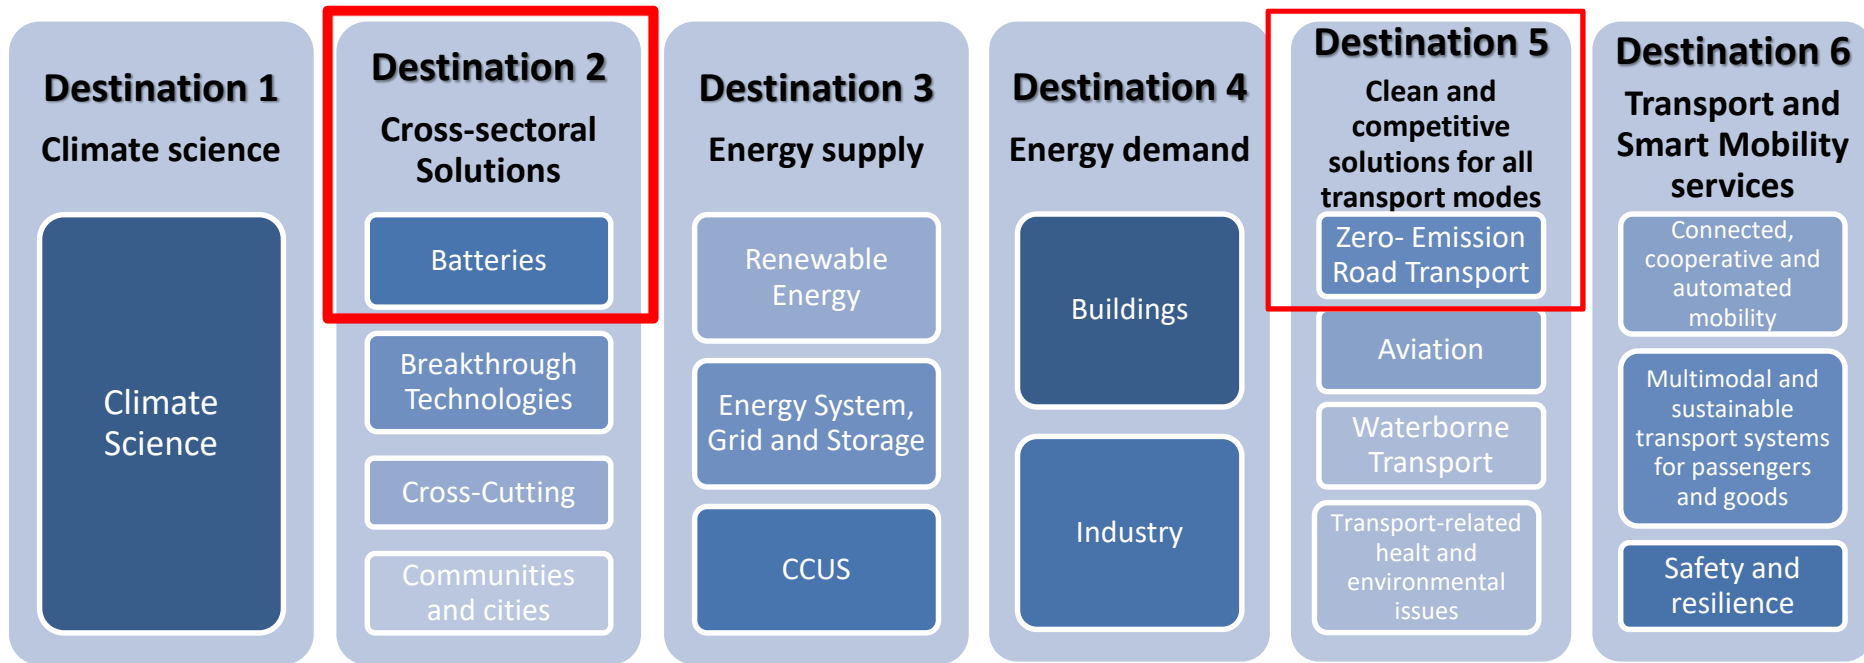 Destination 1
Climate science
Climate
Science
Destination 2
Cross-sectoral
Solutions
Batteries
Breakthrough
Technologies
Cross-Cutting
Communities
and cities
Destination 3
Energy supply
Renewable
Energy
Energy System,
Grid and Storage
CCUS
Destination 4
Energy demand
Buildings
Industry
Destination 5
Clean and
competitive
solutions for all
transport modes
Zero- Emission
Road Transport
Aviation
Waterborne
Transport
Transport-related
healt and
environmental
issues
Destination 6
Transport and
Smart Mobility
services
Connected,
cooperative and
automated
mobility
Multimodal and
sustainable
transport systems
for passengers
and goods
Safety and
resilience